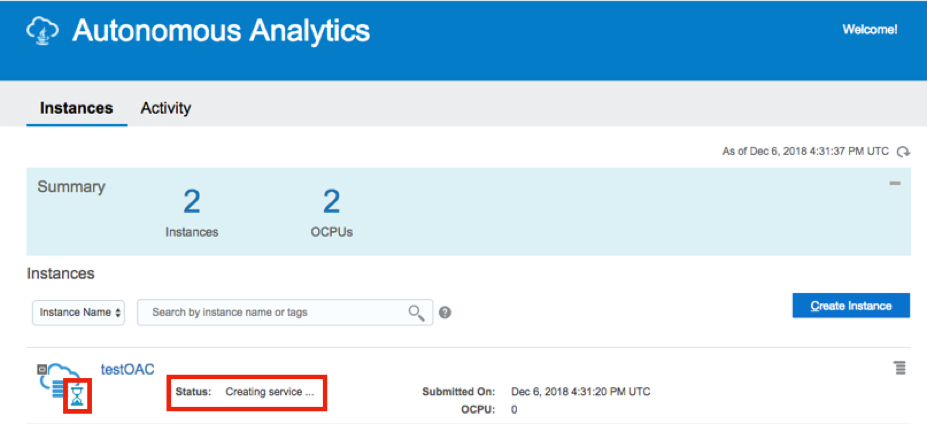 Autonomous Analytics
Welcome!
Instances Activity
As of Dec 6, 2018 4:31:37 PM UTC
Summary
2 2
Instances OCPUs
Instances
Instance Name Search by instance name or tags ?
Create Instance
testOAC
Status: Creating service ... Submitted On: Dec 6, 2018 4:31:20 PM UTC
OCPU: 0